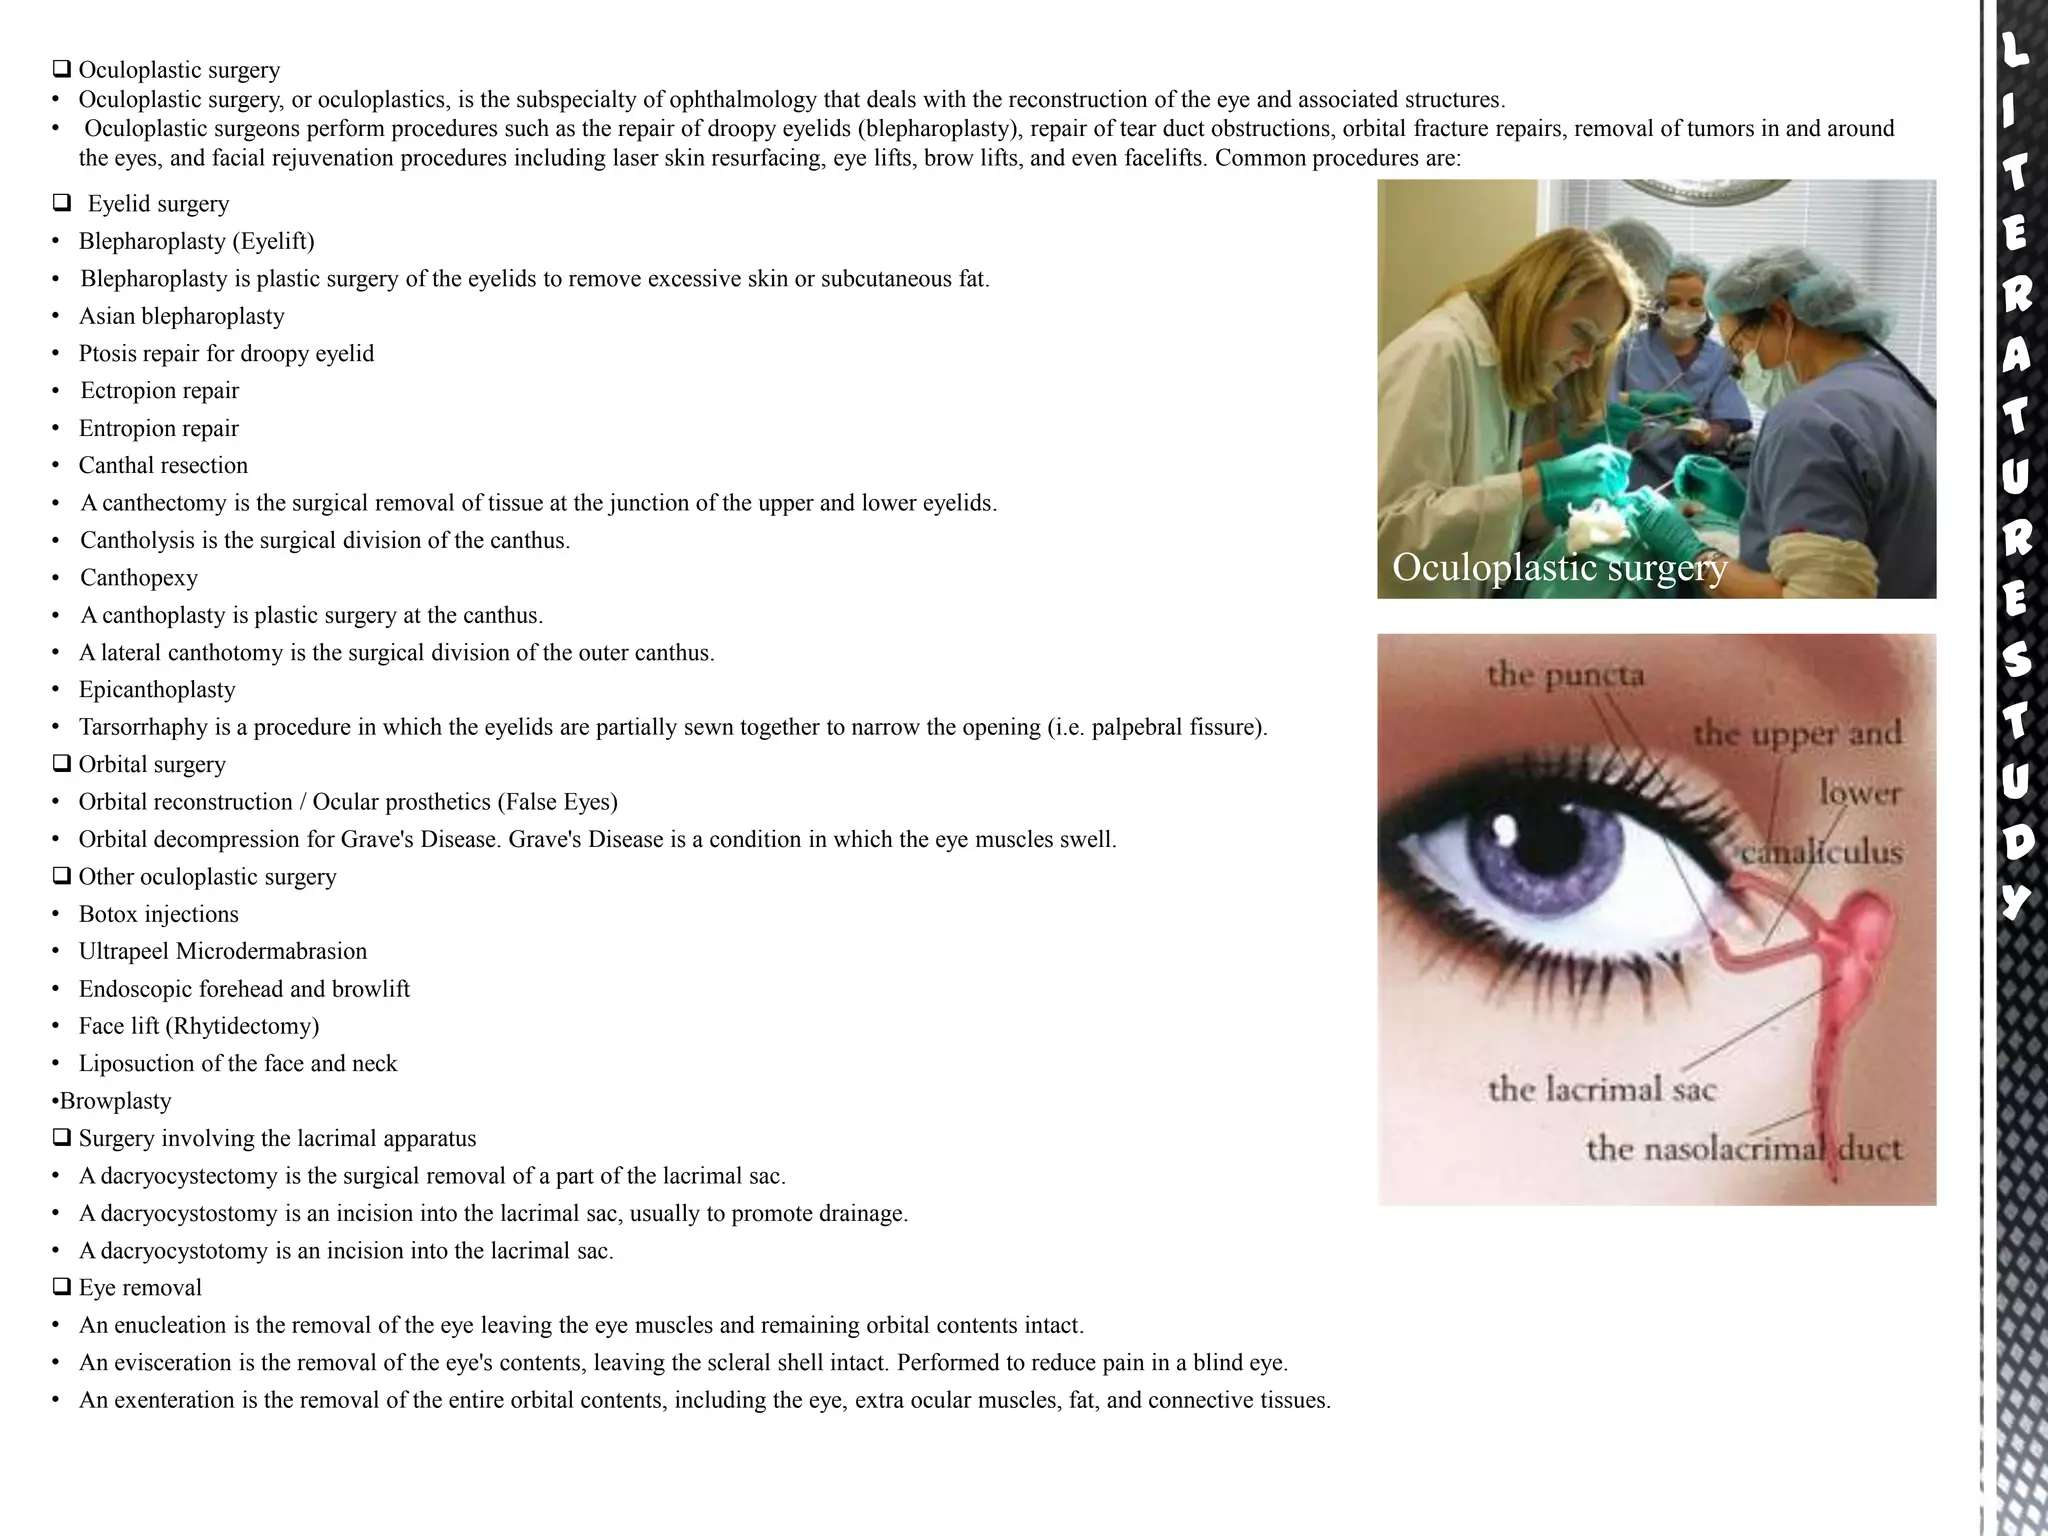 ❑ Oculoplastic surgery
• Oculoplastic surgery, or oculoplastics, is the subspecialty of ophthalmology that deals with the reconstruction of the eye and associated structures.
• Oculoplastic surgeons perform procedures such as the repair of droopy eyelids (blepharoplasty), repair of tear duct obstructions, orbital fracture repairs, removal of tumors in and around
the eyes, and facial rejuvenation procedures including laser skin resurfacing, eye lifts, brow lifts, and even facelifts. Common procedures are:
❑ Eyelid surgery
• Blepharoplasty (Eyelift)
• Blepharoplasty is plastic surgery of the eyelids to remove excessive skin or subcutaneous fat.
• Asian blepharoplasty
• Ptosis repair for droopy eyelid
• Ectropion repair
• Entropion repair
• Canthal resection
• A canthectomy is the surgical removal of tissue at the junction of the upper and lower eyelids.
• Cantholysis is the surgical division of the canthus.
• Canthopexy
• A canthoplasty is plastic surgery at the canthus.
• A lateral canthotomy is the surgical division of the outer canthus.
• Epicanthoplasty
• Tarsorrhaphy is a procedure in which the eyelids are partially sewn together to narrow the opening (i.e. palpebral fissure).
❑ Orbital surgery
• Orbital reconstruction / Ocular prosthetics (False Eyes)
• Orbital decompression for Grave's Disease. Grave's Disease is a condition in which the eye muscles swell.
❑ Other oculoplastic surgery
• Botox injections
• Ultrapeel Microdermabrasion
• Endoscopic forehead and browlift
• Face lift (Rhytidectomy)
• Liposuction of the face and neck
•Browplasty
❑ Surgery involving the lacrimal apparatus
• A dacryocystectomy is the surgical removal of a part of the lacrimal sac.
• A dacryocystostomy is an incision into the lacrimal sac, usually to promote drainage.
• A dacryocystotomy is an incision into the lacrimal sac.
❑ Eye removal
• An enucleation is the removal of the eye leaving the eye muscles and remaining orbital contents intact.
• An evisceration is the removal of the eye's contents, leaving the scleral shell intact. Performed to reduce pain in a blind eye.
• An exenteration is the removal of the entire orbital contents, including the eye, extra ocular muscles, fat, and connective tissues.
Oculoplastic surgery
the puncta
the upper and
lower
canaliculus
the lacrimal sac
the nasolacrimal duct
L
I
T
E
R
A
T
U
R
E
S
T
U
D
Y